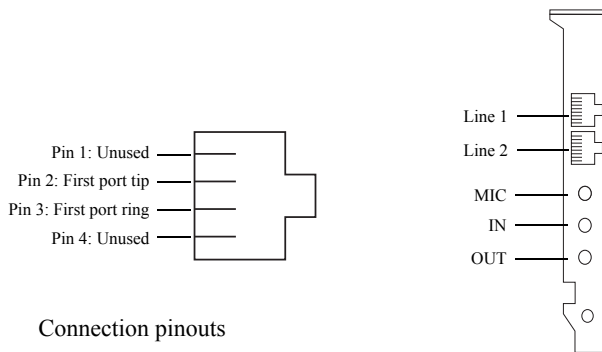 Pin 1: Unused
Pin 2: First port tip
Pin 3: First port ring
Pin 4: Unused
Connection pinouts
Line 1
Line 2
MIC
IN
OUT